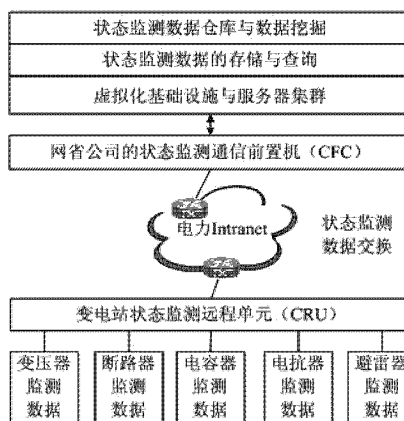 状态监测数据仓库与数据挖掘
状态监测数据的存储与查询
虚拟化基础设施与服务器集群
网省公司的状态监测通信前置机（CFC）
电力Intranet
状态监测
数据交换
变电站状态监测远程单元（CRU）
变压器
监测
数据
断路器
监测
数据
电容器
监测
数据
电抗器
监测
数据
避雷器
监测
数据